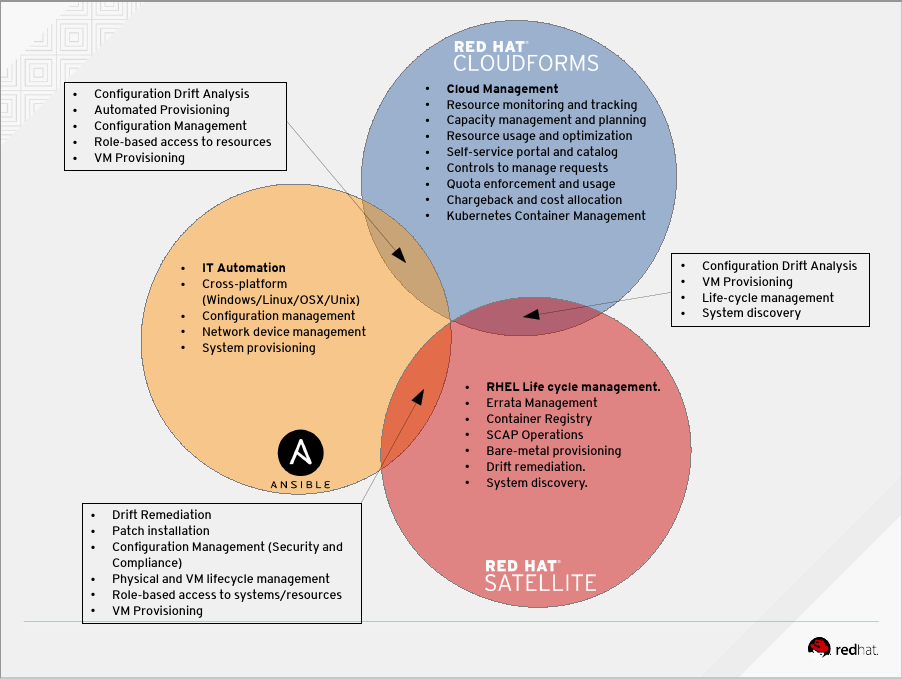 RED HAT®
CLOUDFORMS
• Cloud Management
• Resource monitoring and tracking
• Capacity management and planning
• Resource usage and optimization
• Self-service portal and catalog
• Controls to manage requests
• Quota enforcement and usage
• Chargeback and cost allocation
• Kubernetes Container Management
• Configuration Drift Analysis
• Automated Provisioning
• Configuration Management
• Role-based access to resources
• VM Provisioning
• IT Automation
• Cross-platform
(Windows/Linux/OSX/Unix)
• Configuration management
• Network device management
• System provisioning
ANSIBLE
• Configuration Drift Analysis
• VM Provisioning
• Life-cycle management
• System discovery
• RHEL Life cycle management.
• Errata Management
• Container Registry
• SCAP Operations
• Bare-metal provisioning
• Drift remediation.
• System discovery.
RED HAT®
SATELLITE
• Drift Remediation
• Patch installation
• Configuration Management (Security and
Compliance)
• Physical and VM lifecycle management
• Role-based access to systems/resources
• VM Provisioning
redhat.